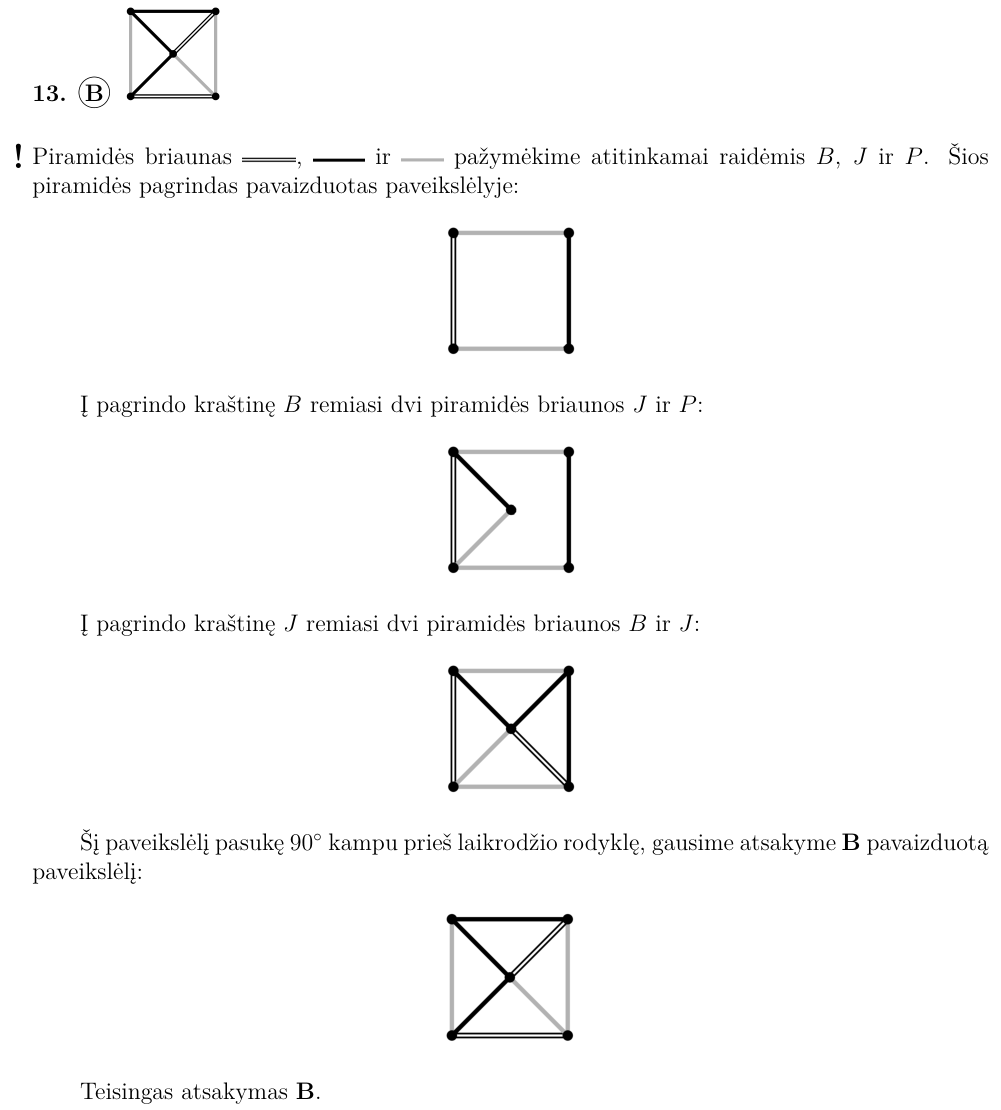 13. B
! Piramidės briaunas , ir pažymėkime atitinkamai raidėmis B, J ir P. Šios
piramidės pagrindas pavaizduotas paveikslėlyje:
Į pagrindo kraštinę B remiasi dvi piramidės briaunos J ir P:
Į pagrindo kraštinę J remiasi dvi piramidės briaunos B ir J:
Šį paveikslėlį pasukę 90° kampu prieš laikrodžio rodyklę, gausime atsakyme B pavaizduotą
paveikslėlį:
Teisingas atsakymas B.